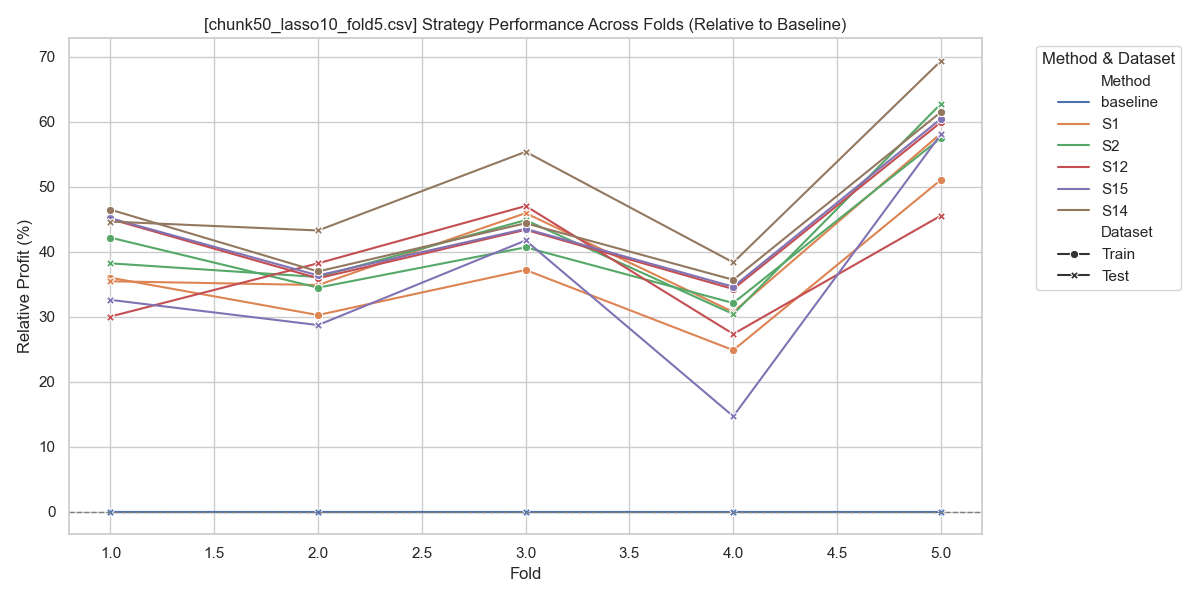 [chunk50_lasso10_fold5.csv] Strategy Performance Across Folds (Relative to Baseline)
Relative Profit (%)
70
60
50
40
30
20
10
0
1.0 1.5 2.0 2.5 3.0 3.5 4.0 4.5 5.0
Fold
Method & Dataset
Method
baseline
S1
S2
S12
S15
S14
Dataset
Train
Test